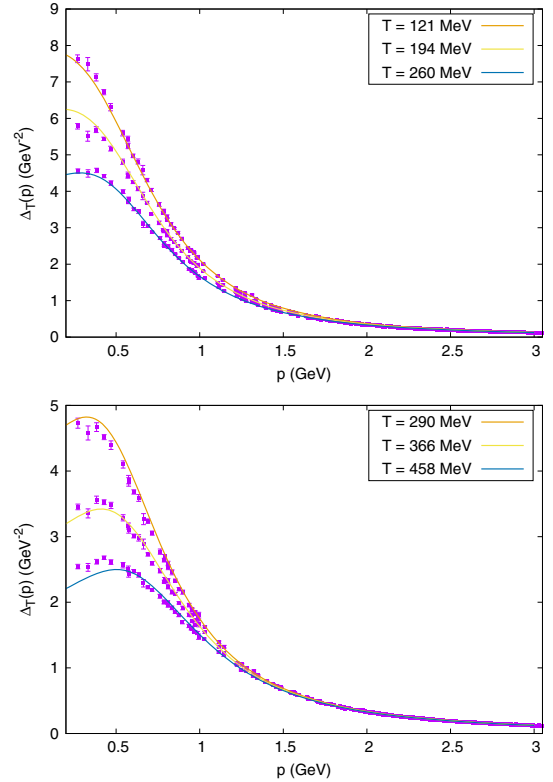 9
8
7
6
5
4
3
2
1
0
Δ_T(p) (GeV⁻²)
T = 121 MeV
T = 194 MeV
T = 260 MeV
0.5 1 1.5 2 2.5 3
p (GeV)
5
4
3
2
1
0
Δ_T(p) (GeV⁻²)
T = 290 MeV
T = 366 MeV
T = 458 MeV
0.5 1 1.5 2 2.5 3
p (GeV)